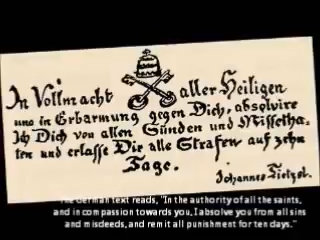 In Vollmacht aller Heiligen
und in Erbarmung gegen Dich, absolvire
Ich Dich von allen Sünden und Missetha-
ten und erlasse Dir alle Strafen auf zehn
Tage.
Johannes Tietzel.
The German text reads, "In the authority of all the saints,
and in compassion towards you, I absolve you from all sins
and misdeeds, and remit all punishment for ten days."